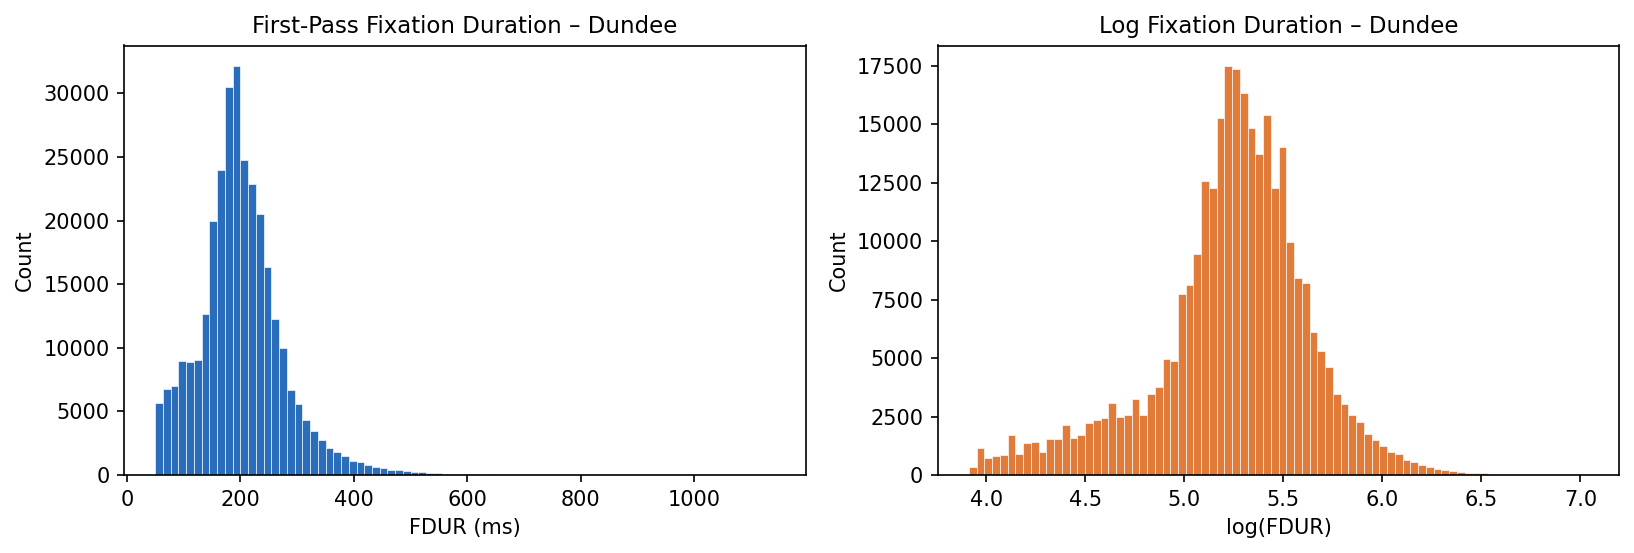 First-Pass Fixation Duration – Dundee
30000
25000
20000
15000
10000
5000
0
Count
0 200 400 600 800 1000
FDUR (ms)
Log Fixation Duration – Dundee
17500
15000
12500
10000
7500
5000
2500
0
Count
4.0 4.5 5.0 5.5 6.0 6.5 7.0
log(FDUR)